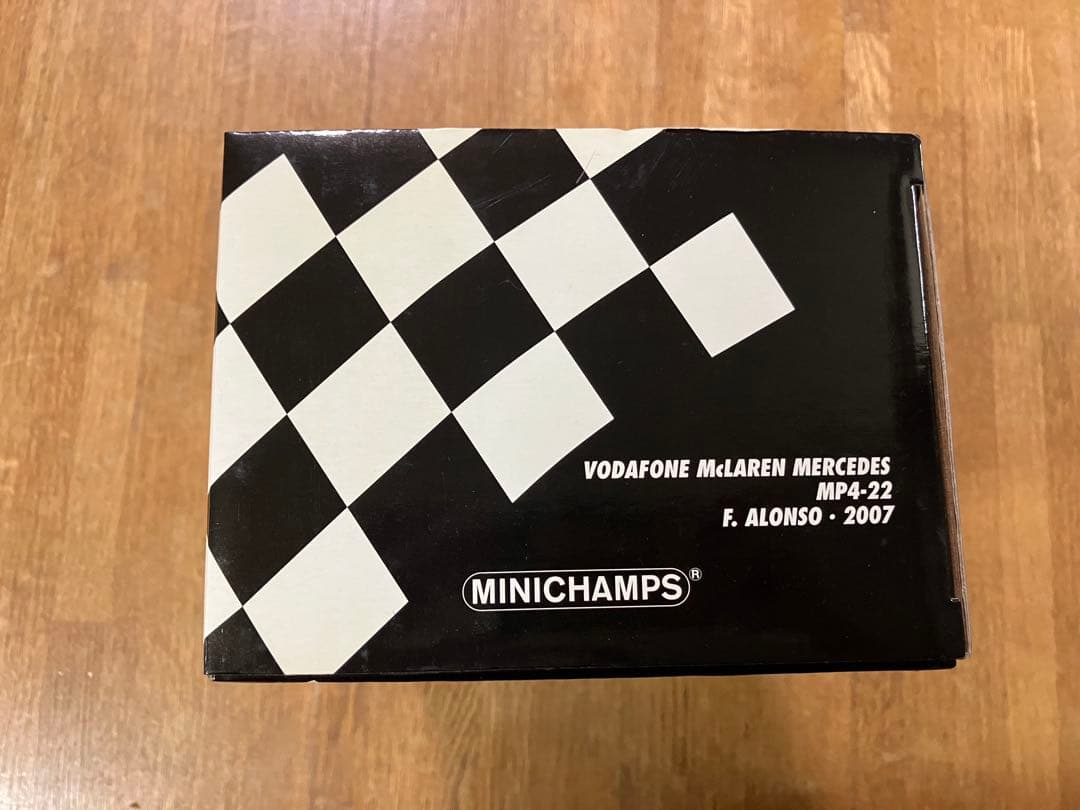 VODAFONE McLAREN MERCEDES
MP4-22
F. ALONSO · 2007
MINICHAMPS®